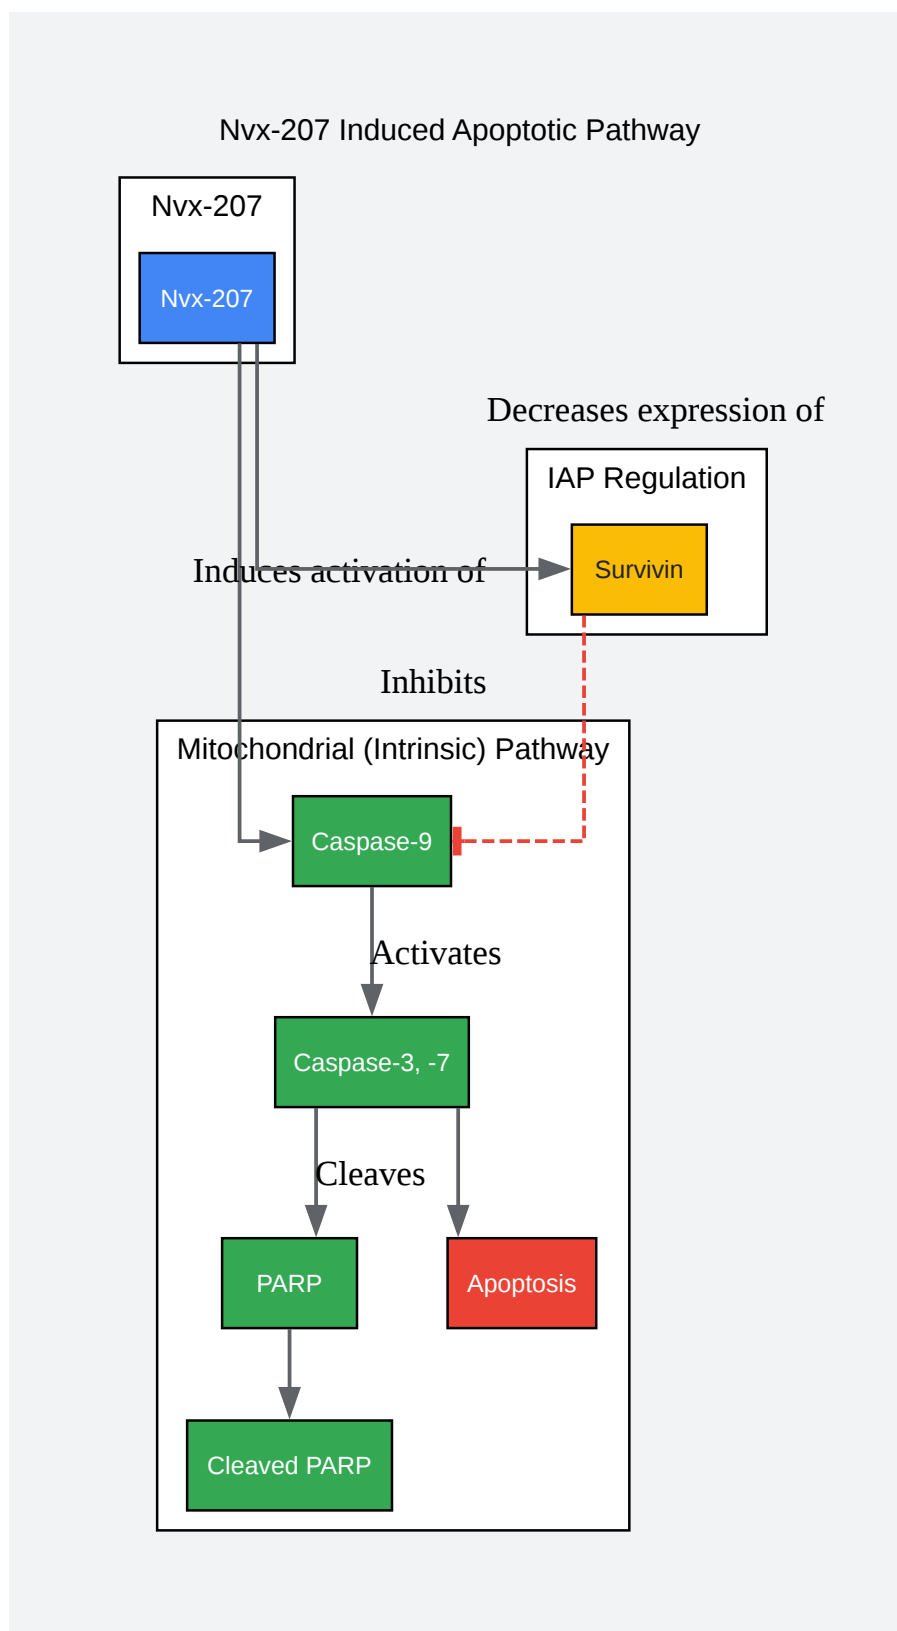 Nvx-207 Induced Apoptotic Pathway
Nvx-207
Nvx-207
Decreases expression of
IAP Regulation
Induces activation of
Survivin
Inhibits
Mitochondrial (Intrinsic) Pathway
Caspase-9
Activates
Caspase-3, -7
Cleaves
PARP
Apoptosis
Cleaved PARP